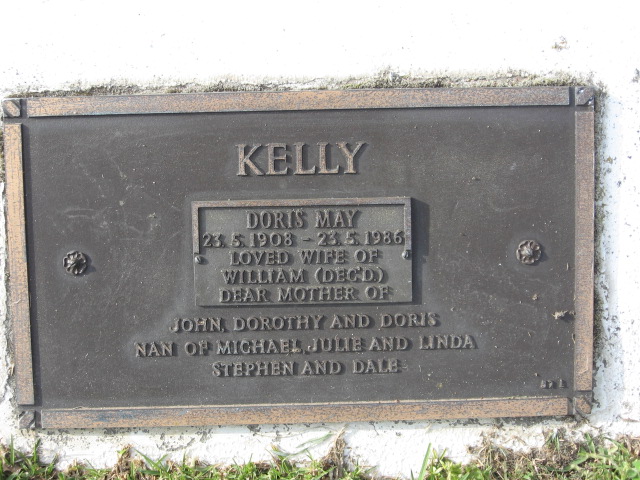 KELLY
DORIS MAY
23.5.1908 - 23.5.1986
LOVED WIFE OF
WILLIAM (DEC'D.)
DEAR MOTHER OF
JOHN, DOROTHY AND DORIS
NAN OF MICHAEL, JULIE AND LINDA
STEPHEN AND DALE